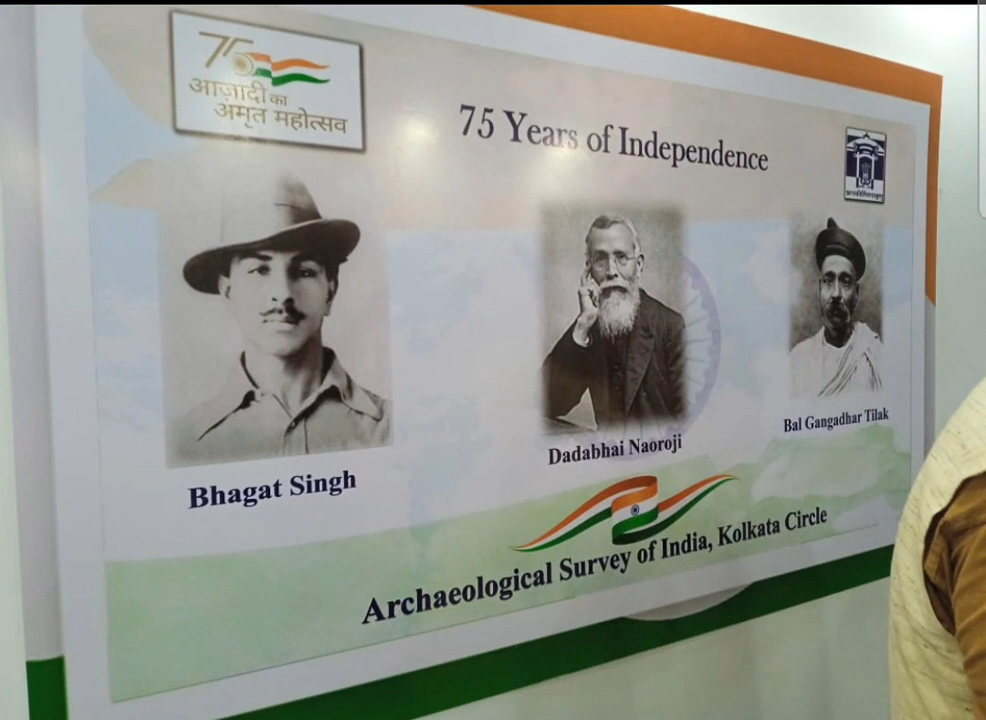 75
आज़ादी का
अमृत महोत्सव
75 Years of Independence
Bhagat Singh
Dadabhai Naoroji
Bal Gangadhar Tilak
Archaeological Survey of India, Kolkata Circle